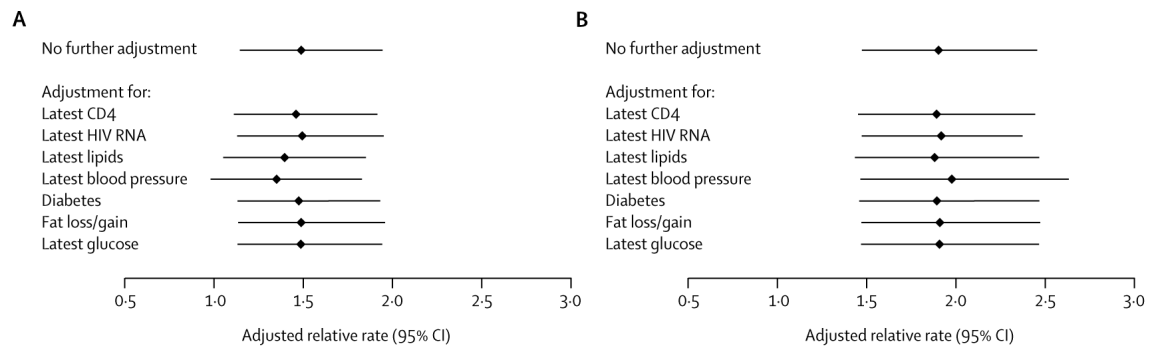 A
No further adjustment
Adjustment for:
Latest CD4
Latest HIV RNA
Latest lipids
Latest blood pressure
Diabetes
Fat loss/gain
Latest glucose
0·5 1·0 1·5 2·0 2·5 3·0
Adjusted relative rate (95% CI)
B
No further adjustment
Adjustment for:
Latest CD4
Latest HIV RNA
Latest lipids
Latest blood pressure
Diabetes
Fat loss/gain
Latest glucose
0·5 1·0 1·5 2·0 2·5 3·0
Adjusted relative rate (95% CI)